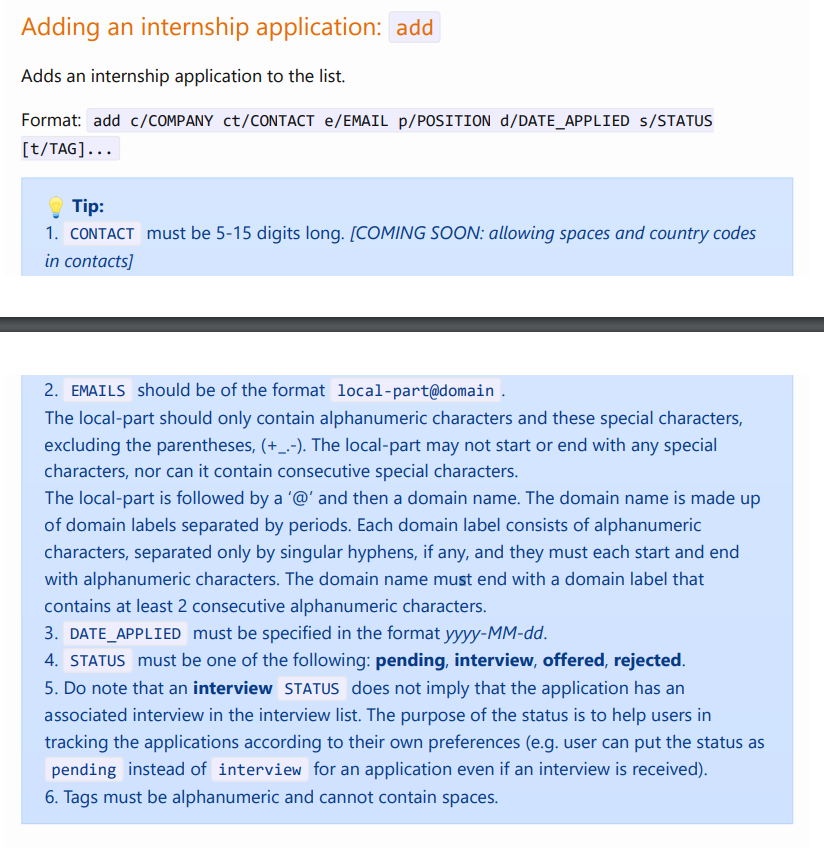 Adding an internship application: add
Adds an internship application to the list.
Format: add c/COMPANY ct/CONTACT e/EMAIL p/POSITION d/DATE_APPLIED s/STATUS
[t/TAG]...
💡 Tip:
1. CONTACT must be 5-15 digits long. [COMING SOON: allowing spaces and country codes
in contacts]
2. EMAILS should be of the format local-part@domain .
The local-part should only contain alphanumeric characters and these special characters,
excluding the parentheses, (+_.-). The local-part may not start or end with any special
characters, nor can it contain consecutive special characters.
The local-part is followed by a ‘@’ and then a domain name. The domain name is made up
of domain labels separated by periods. Each domain label consists of alphanumeric
characters, separated only by singular hyphens, if any, and they must each start and end
with alphanumeric characters. The domain name must end with a domain label that
contains at least 2 consecutive alphanumeric characters.
3. DATE_APPLIED must be specified in the format yyyy-MM-dd.
4. STATUS must be one of the following: pending, interview, offered, rejected.
5. Do note that an interview STATUS does not imply that the application has an
associated interview in the interview list. The purpose of the status is to help users in
tracking the applications according to their own preferences (e.g. user can put the status as
pending instead of interview for an application even if an interview is received).
6. Tags must be alphanumeric and cannot contain spaces.